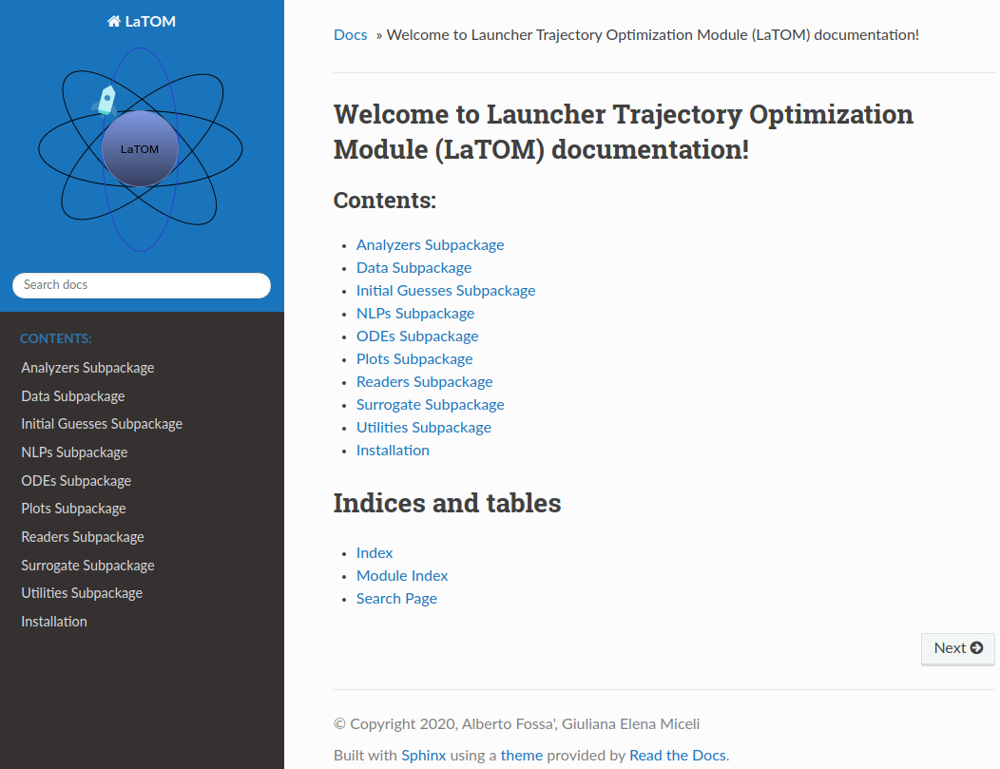 LaTOM
LaTOM
Search docs
CONTENTS:
Analyzers Subpackage
Data Subpackage
Initial Guesses Subpackage
NLPs Subpackage
ODEs Subpackage
Plots Subpackage
Readers Subpackage
Surrogate Subpackage
Utilities Subpackage
Installation
Docs » Welcome to Launcher Trajectory Optimization Module (LaTOM) documentation!
Welcome to Launcher Trajectory Optimization
Module (LaTOM) documentation!
Contents:
• Analyzers Subpackage
• Data Subpackage
• Initial Guesses Subpackage
• NLPs Subpackage
• ODEs Subpackage
• Plots Subpackage
• Readers Subpackage
• Surrogate Subpackage
• Utilities Subpackage
• Installation
Indices and tables
• Index
• Module Index
• Search Page
Next
© Copyright 2020, Alberto Fossa', Giuliana Elena Miceli
Built with Sphinx using a theme provided by Read the Docs.